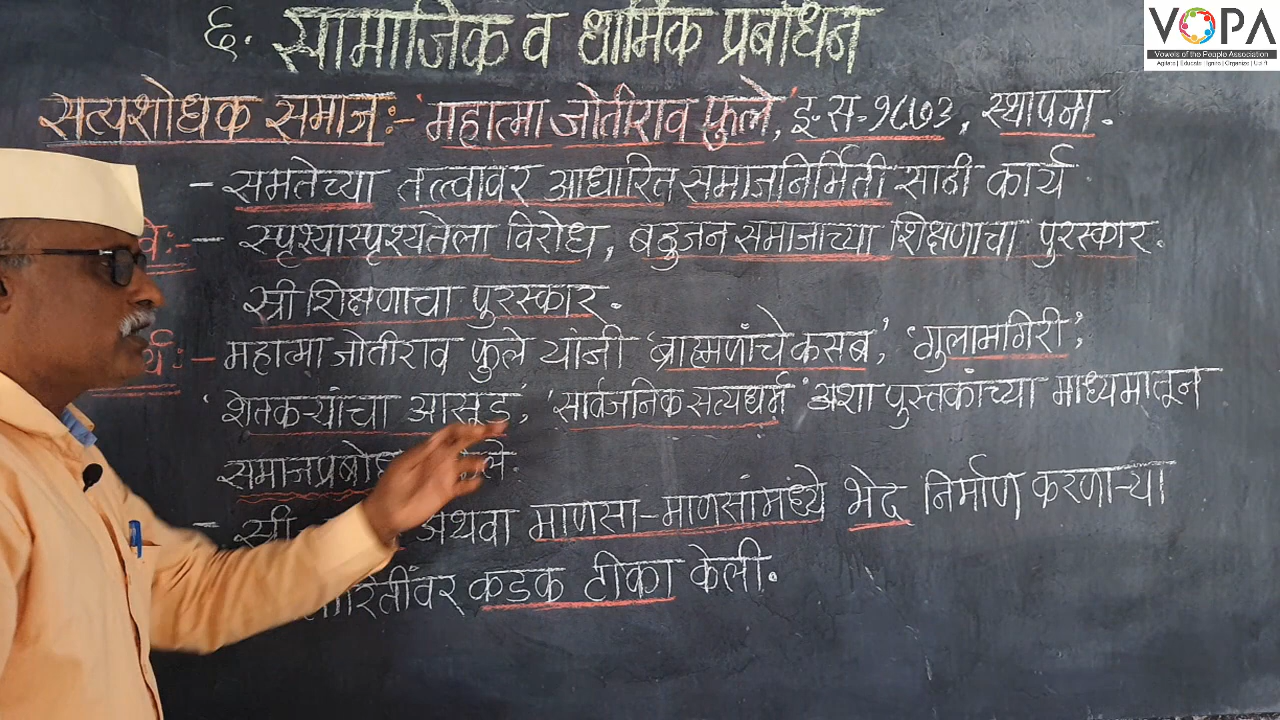 ६. सामाजिक व धार्मिक प्रबोधन
VOPA
Vowels of the People Association
सत्यशोधक समाज:- 'महात्मा जोतीराव फुले', इ.स. १८७३, स्थापना.
- समतेच्या तत्त्वावर आधारित समाजनिर्मिती साठी कार्य
- स्पृश्यास्पृश्यतेला विरोध, बहुजन समाजाच्या शिक्षणाचा पुरस्कार.
स्त्री शिक्षणाचा पुरस्कार.
- महात्मा जोतीराव फुले यांनी 'ब्राह्मणांचे कसब', 'गुलामगिरी',
'शेतकऱ्यांचा आसूड', 'सार्वजनिक सत्यधर्म' अशा पुस्तकांच्या माध्यमातून
समाजप्रबो
- स्त्री अथवा माणसा-माणसांमध्ये भेद निर्माण करणाऱ्या
कडक टीका केली.